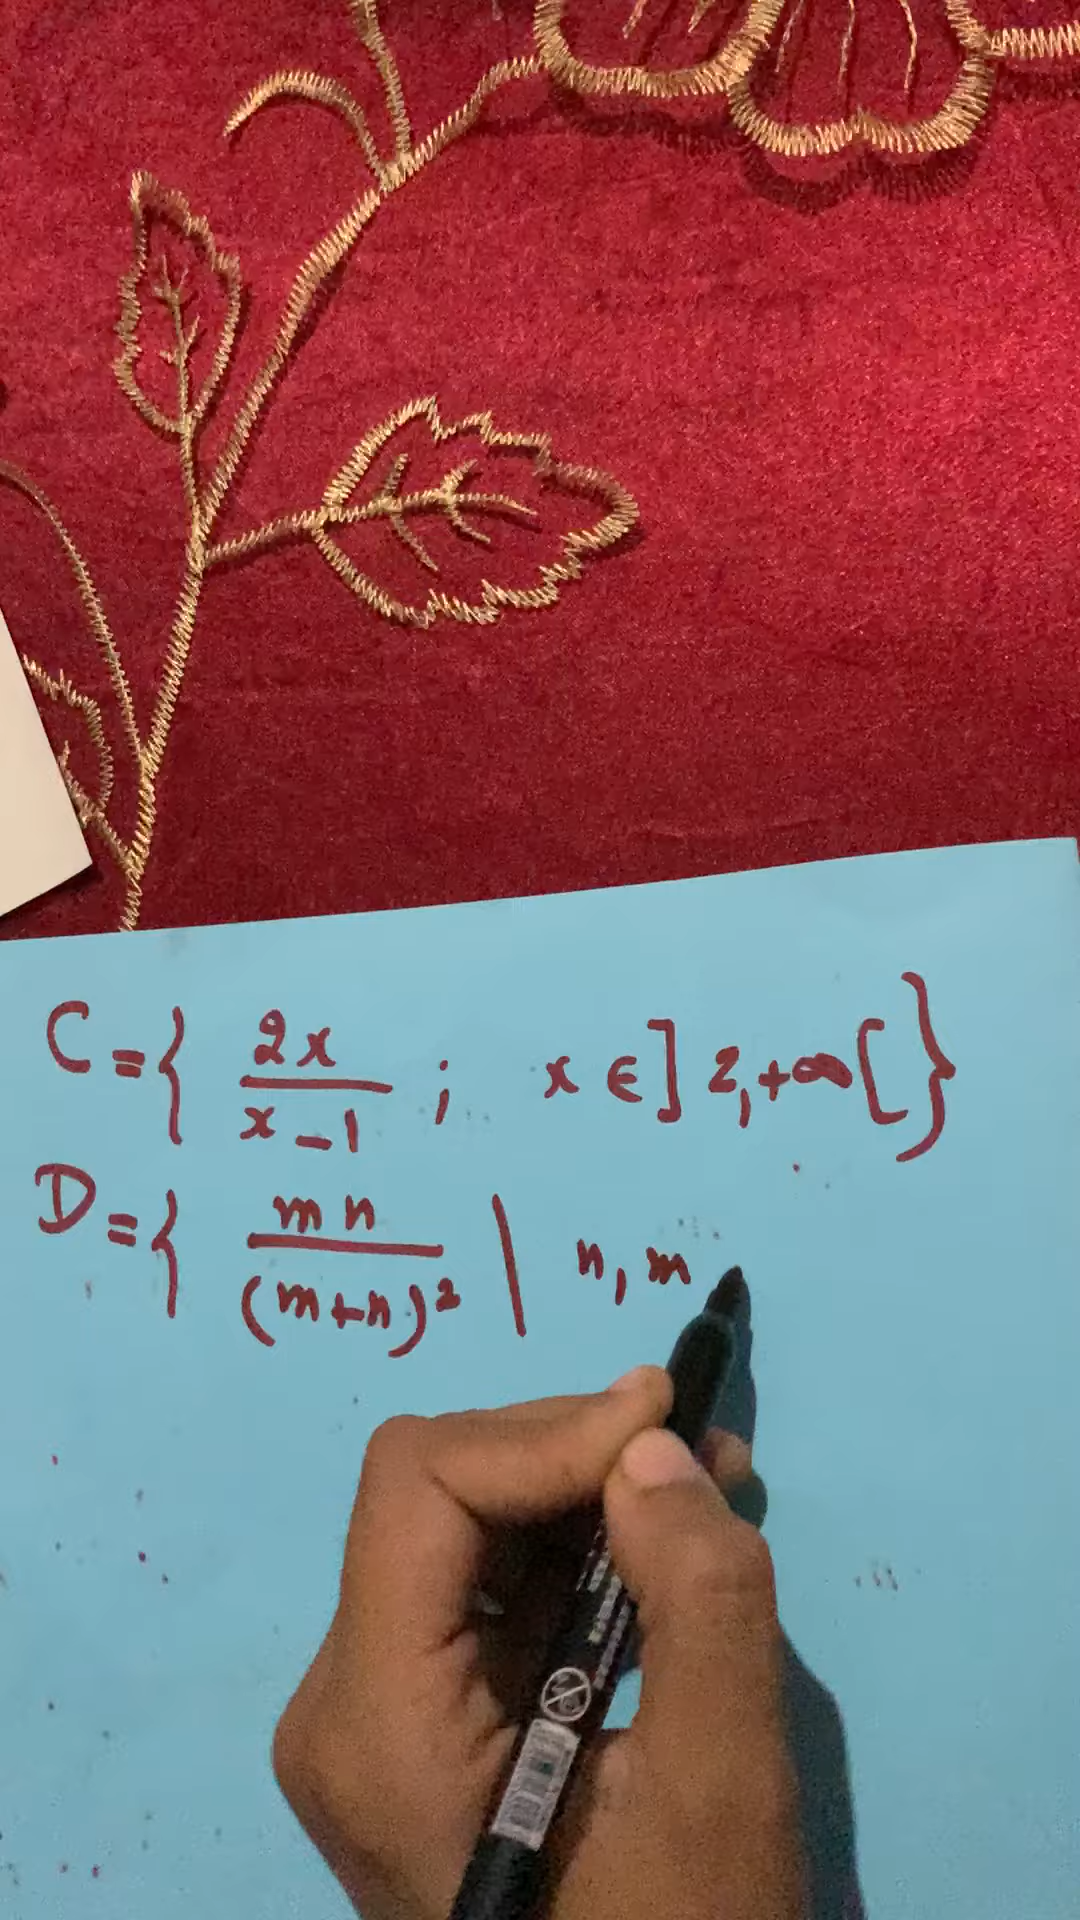 C={ 2x / x-1 ; x ∈ ] 2,+∞ [ }
D={ mn / (m+n)² | n, m